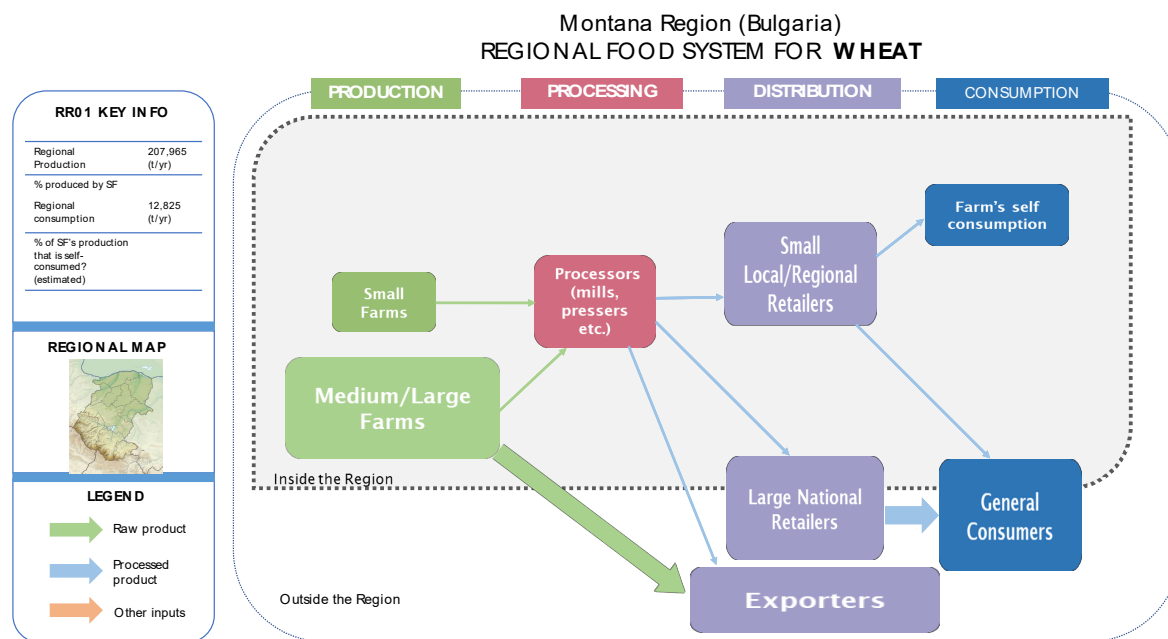 Montana Region (Bulgaria)
REGIONAL FOOD SYSTEM FOR WHEAT
PRODUCTION
PROCESSING
DISTRIBUTION
CONSUMPTION
RR01 KEY INFO
Regional
Production
207,965
(t/yr)
% produced by SF
Regional
consumption
12,825
(t/yr)
% of SF's production
that is self-
consumed?
(estimated)
REGIONAL MAP
LEGEND
Raw product
Processed
product
Other inputs
Small
Farms
Medium/Large
Farms
Processors
(mills,
pressers
etc.)
Small
Local/Regional
Retailers
Farm's self
consumption
Inside the Region
Large National
Retailers
General
Consumers
Exporters
Outside the Region